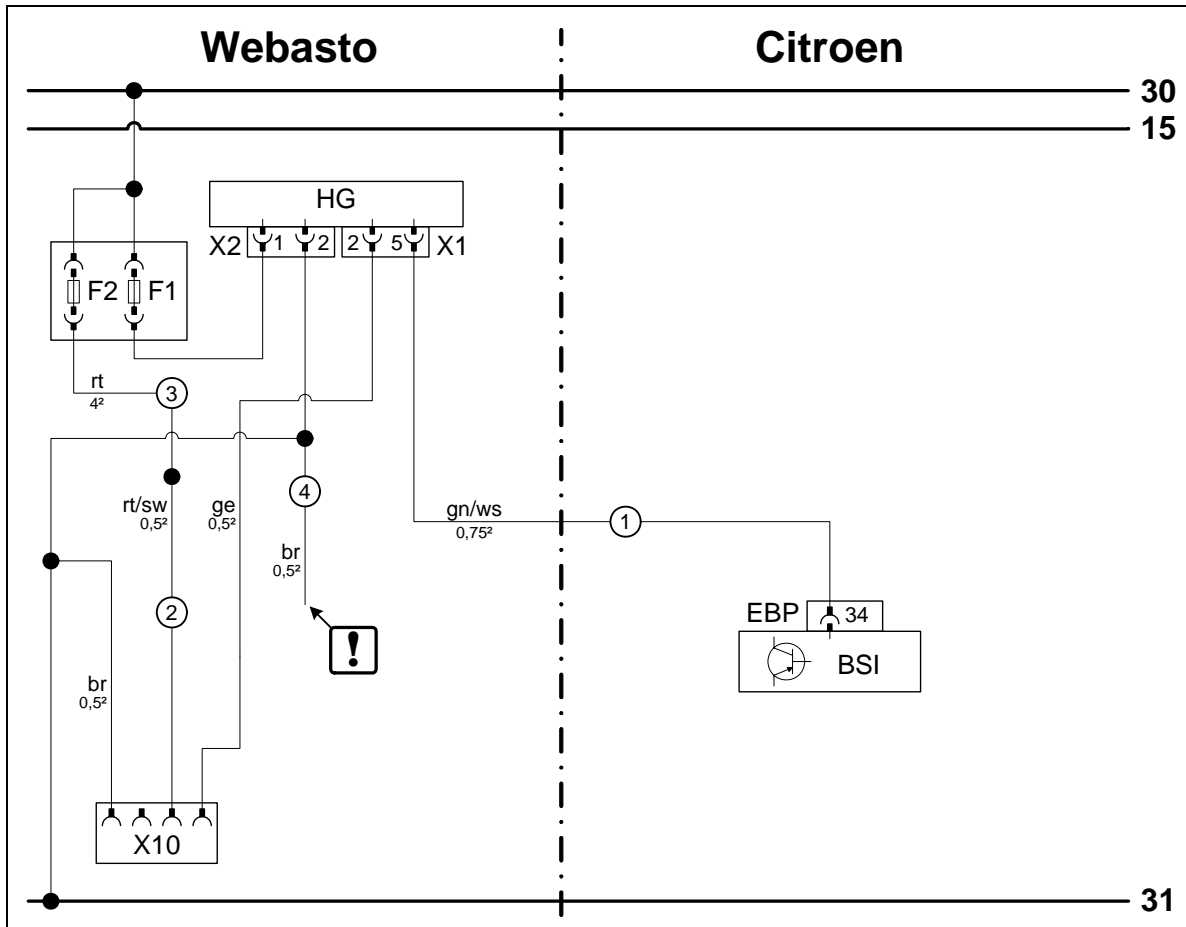 Webasto Citroen
30
15
HG
X2 1 2 2 5 X1
F2 F1
rt
4²
3
rt/sw
0,5²
ge
0,5²
4
gn/ws
0,75²
1
br
0,5²
2
!
EBP 34
BSI
br
0,5²
X10
31